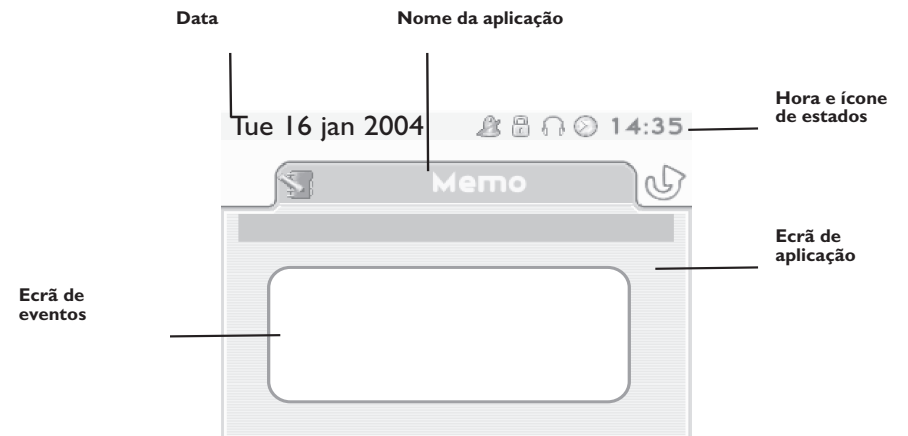 Data
Nome da aplicação
Hora e ícone
de estados
Tue 16 jan 2004
14:35
Memo
Ecrã de
aplicação
Ecrã de
eventos